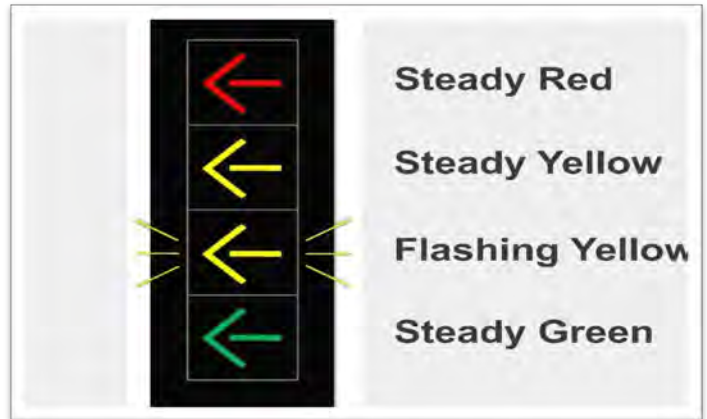 Steady Red
Steady Yellow
Flashing Yellow
Steady Green